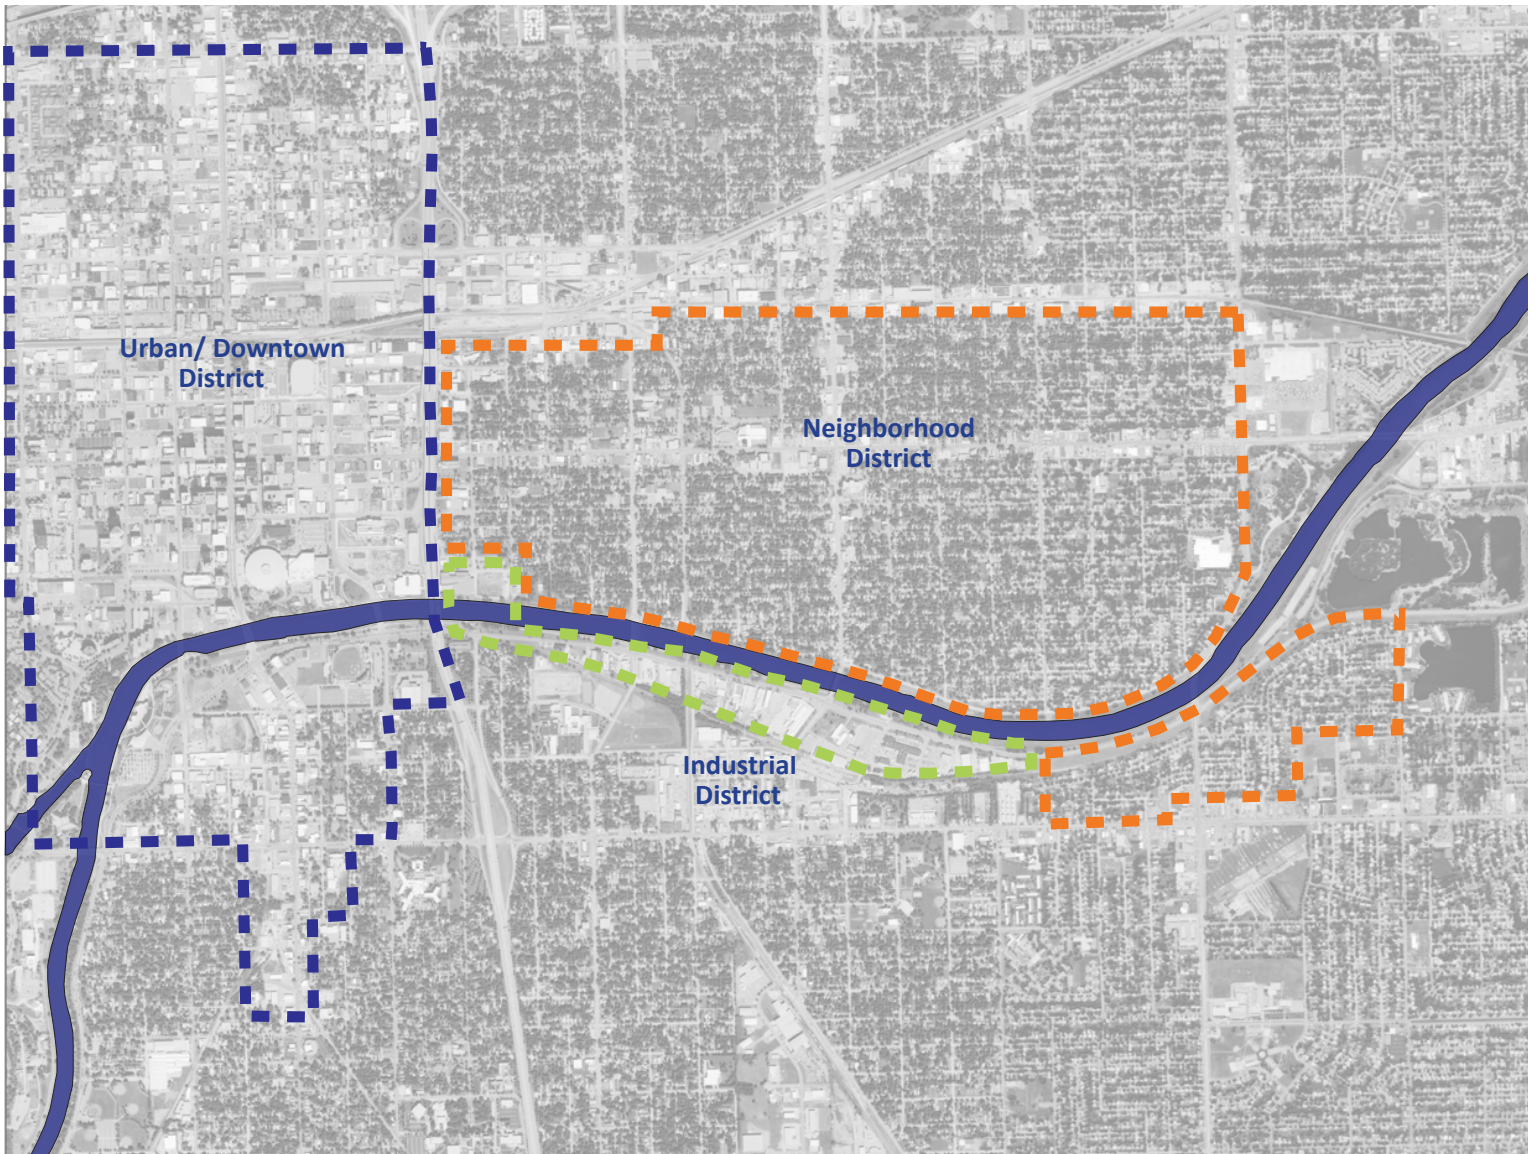 Urban/ Downtown
District
Neighborhood
District
Industrial
District